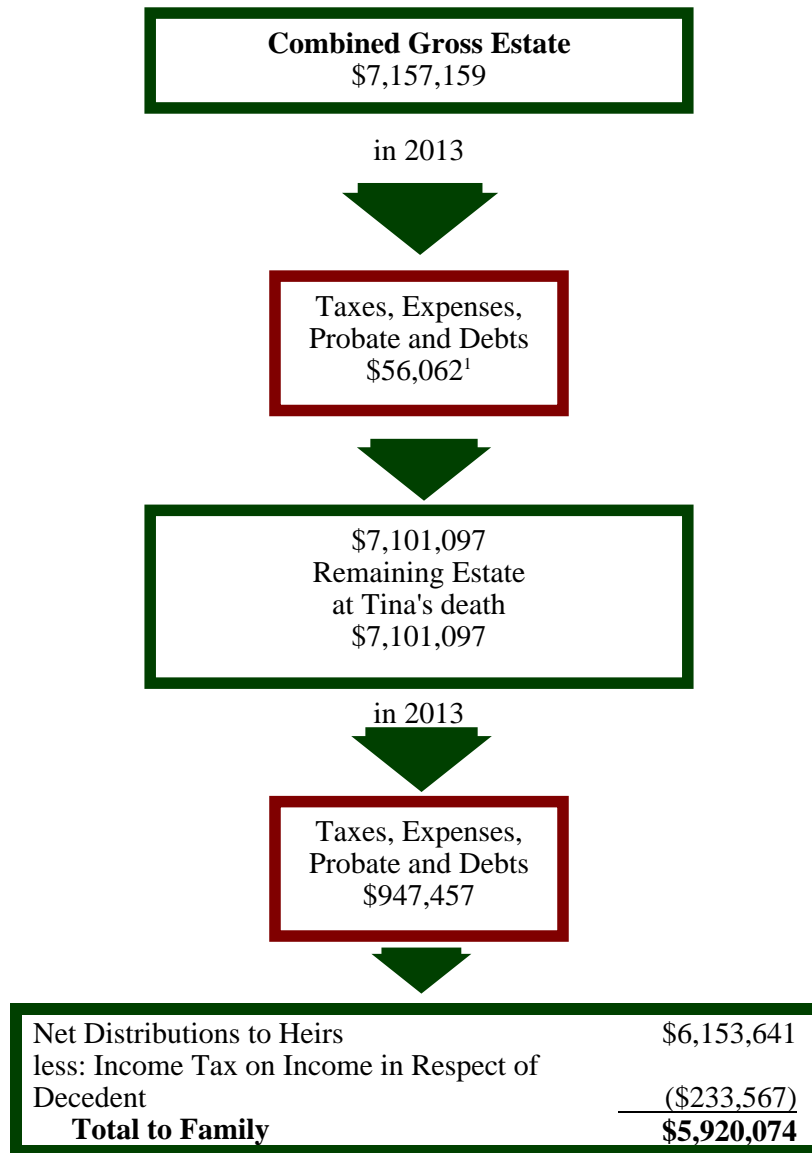 Combined Gross Estate
$7,157,159
in 2013
Taxes, Expenses,
Probate and Debts
$56,062¹
$7,101,097
Remaining Estate
at Tina's death
$7,101,097
in 2013
Taxes, Expenses,
Probate and Debts
$947,457
Net Distributions to Heirs $6,153,641
less: Income Tax on Income in Respect of
Decedent ($233,567)
Total to Family $5,920,074